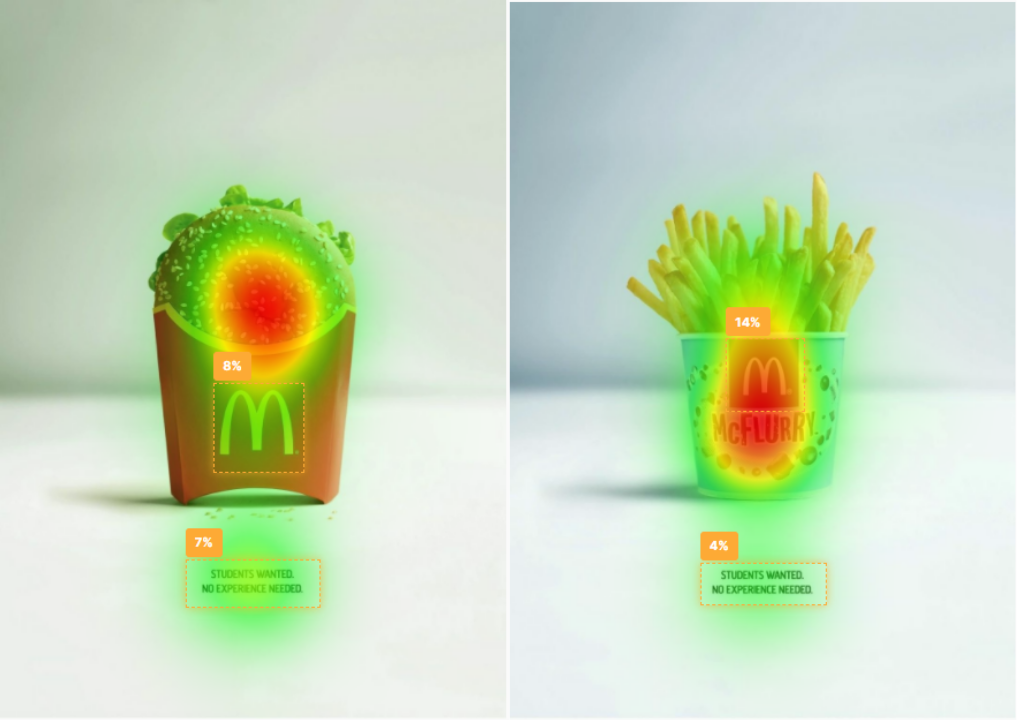 8%
7%
STUDENTS WANTED.
NO EXPERIENCE NEEDED.
14%
M
McFLURRY
4%
STUDENTS WANTED.
NO EXPERIENCE NEEDED.